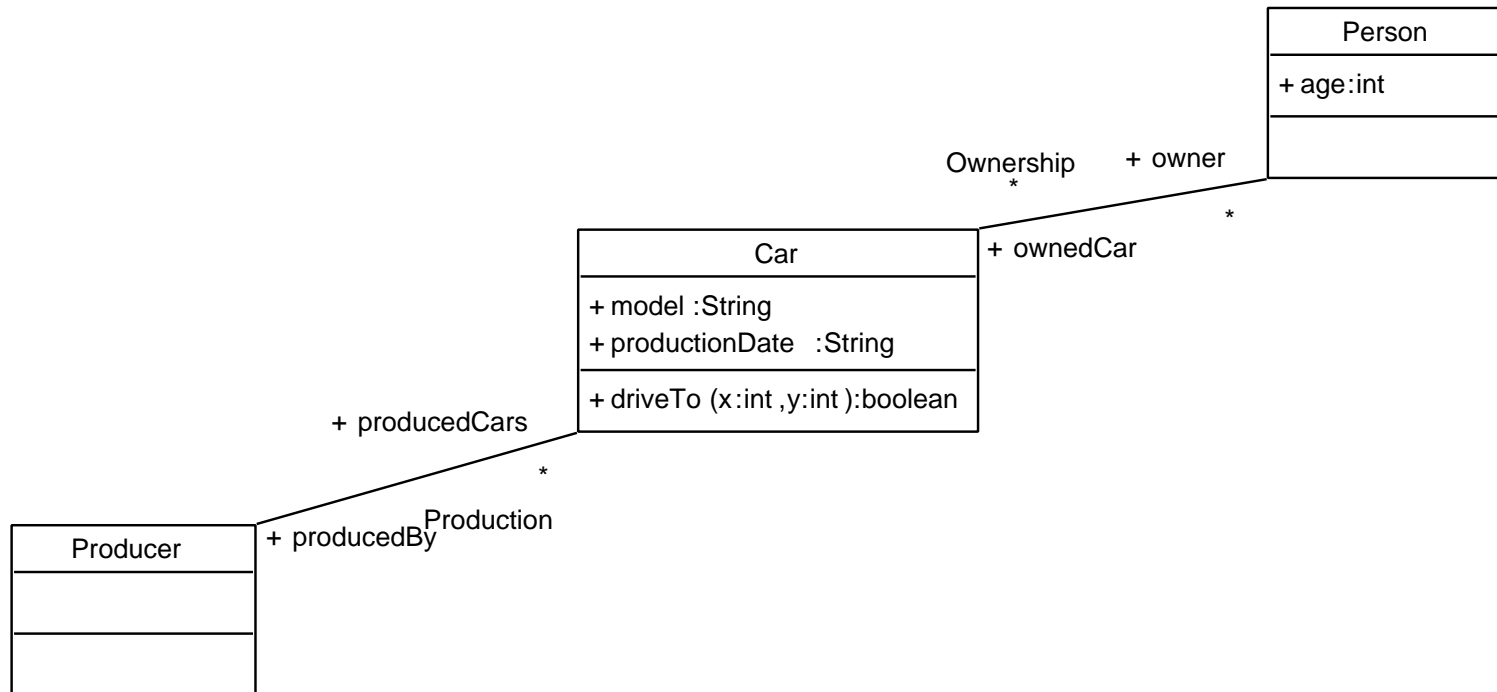 Person
+ age:int
Ownership
*
+ owner
*
+ ownedCar
Car
+ model :String
+ productionDate :String
+ driveTo (x:int ,y:int ):boolean
+ producedCars
*
Production
+ producedBy
Producer